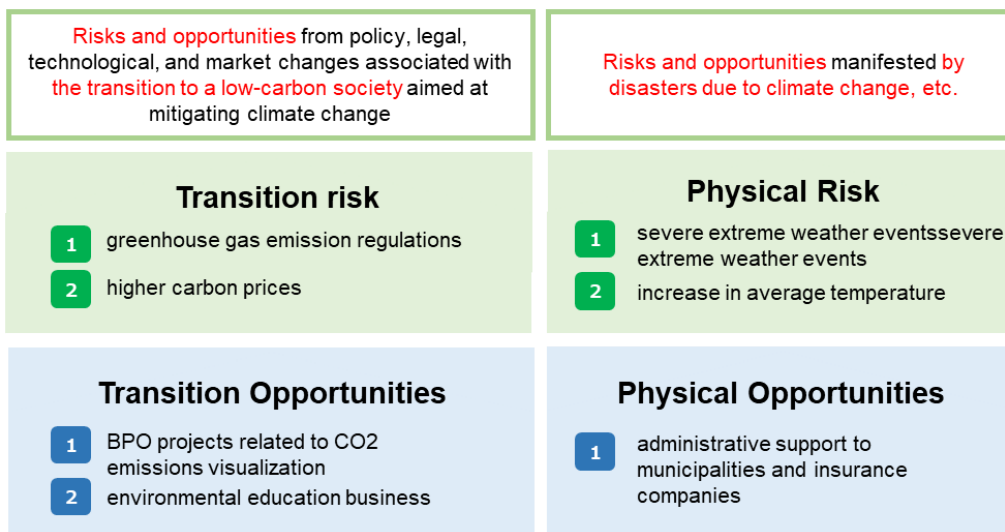 Risks and opportunities from policy, legal,
technological, and market changes associated with
the transition to a low-carbon society aimed at
mitigating climate change
Risks and opportunities manifested by
disasters due to climate change, etc.
Transition risk
1 greenhouse gas emission regulations
2 higher carbon prices
Physical Risk
1 severe extreme weather eventssevere
extreme weather events
2 increase in average temperature
Transition Opportunities
1 BPO projects related to CO2
emissions visualization
2 environmental education business
Physical Opportunities
1 administrative support to
municipalities and insurance
companies